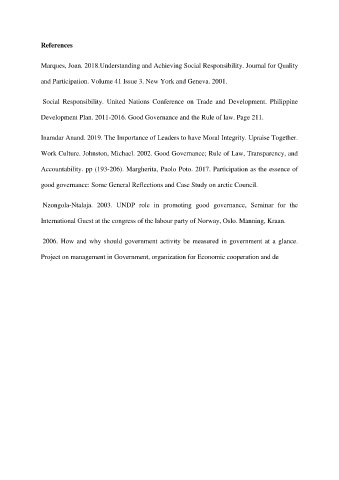 References
Marques, Joan. 2018.Understanding and Achieving Social Responsibility. Journal for Quality
and Participation. Volume 41 Issue 3. New York and Geneva. 2001.
Social Responsibility. United Nations Conference on Trade and Development. Philippine
Development Plan. 2011-2016. Good Governance and the Rule of law. Page 211.
Inamdar Anand. 2019. The Importance of Leaders to have Moral Integrity. Upraise Together.
Work Culture. Johnston, Michael. 2002. Good Governance; Rule of Law, Transparency, and
Accountability. pp (193-206). Margherita, Paolo Poto. 2017. Participation as the essence of
good governance: Some General Reflections and Case Study on arctic Council.
Nzongola-Ntalaja. 2003. UNDP role in promoting good governance, Seminar for the
International Guest at the congress of the labour party of Norway, Oslo. Manning, Kraan.
2006. How and why should government activity be measured in government at a glance.
Project on management in Government, organization for Economic cooperation and de